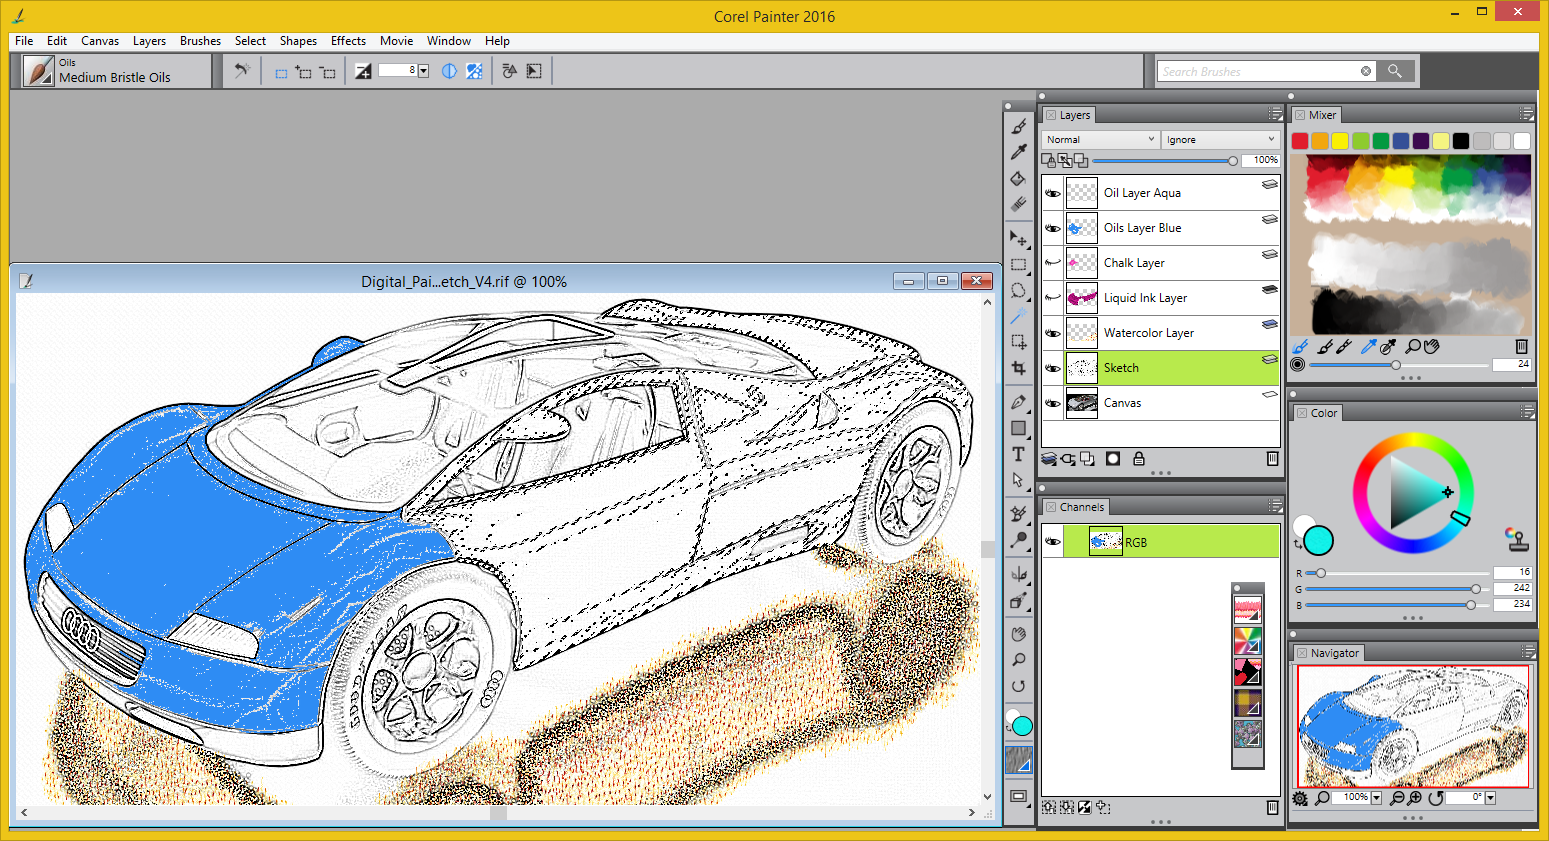 Corel Painter 2016
File Edit Canvas Layers Brushes Select Shapes Effects Movie Window Help
Oils
Medium Bristle Oils
8
Search Brushes
Layers
Normal Ignore
100%
Oil Layer Aqua
Oils Layer Blue
Chalk Layer
Liquid Ink Layer
Watercolor Layer
Sketch
Canvas
Channels
RGB
Mixer
24
Color
R 16
G 242
B 234
Navigator
100% 0°
Digital_Pai...etch_V4.rif @ 100%
T